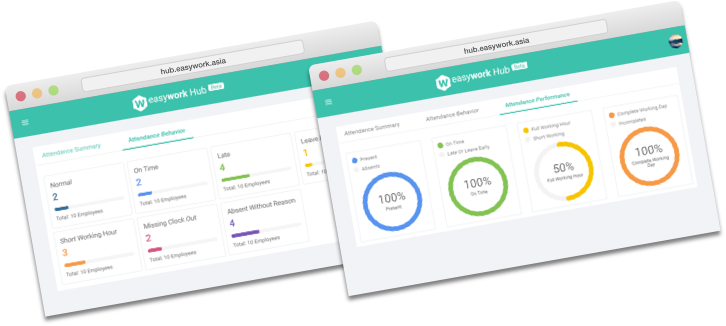 hub.easywork.asia
W easywork Hub Beta
Attendance Summary
Attendance Behavior
Normal
2
Total: 10 Employees
On Time
2
Total: 10 Employees
Late
4
Total: 10 Employees
Leave
1
Total: 10
Short Working Hour
3
Total: 10 Employees
Missing Clock Out
2
Total: 10 Employees
Absent Without Reason
4
Total: 10 Employees
hub.easywork.asia
W easywork Hub Beta
Attendance Summary
Attendance Behavior
Attendance Performance
Present
Absents
100%
Present
On Time
Late Or Leave Early
100%
On Time
Full Working Hour
Short Working
50%
Full Working Hour
Complete Working Day
Incompletes
100%
Complete Working
Day